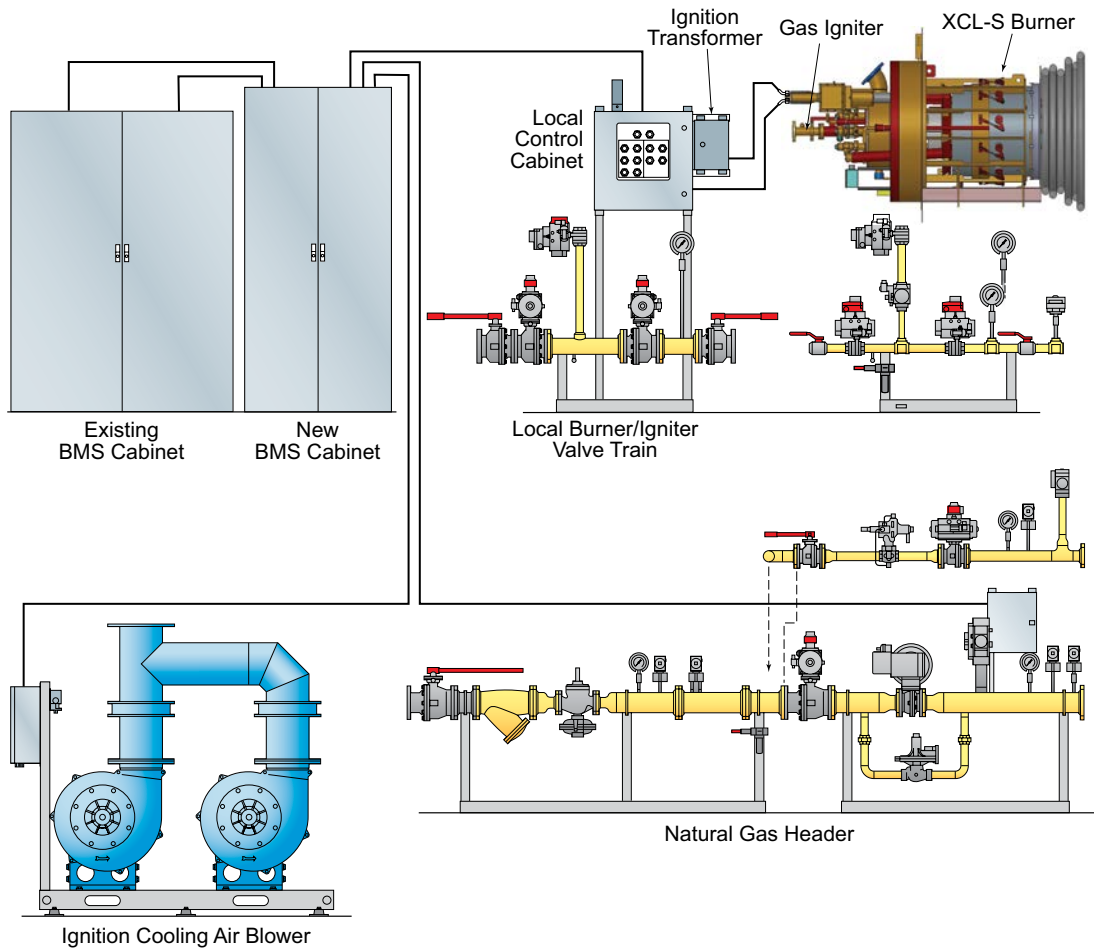 Ignition
Transformer
Gas Igniter
XCL-S Burner
Local
Control
Cabinet
Existing
BMS Cabinet
New
BMS Cabinet
Local Burner/Igniter
Valve Train
Natural Gas Header
Ignition Cooling Air Blower